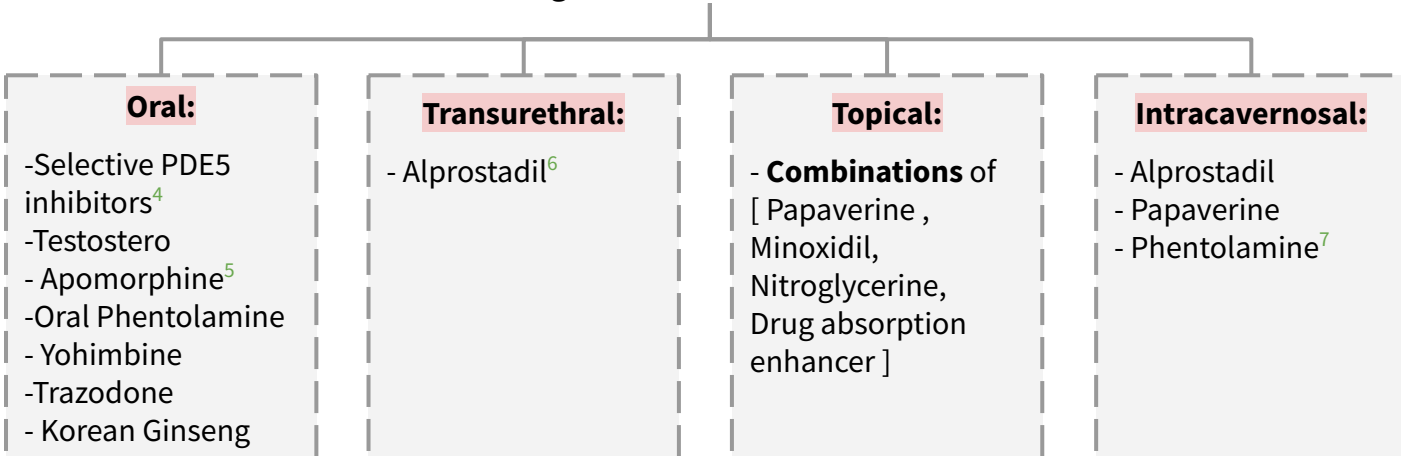 Oral:
-Selective PDE5
inhibitors4
-Testostero
- Apomorphine5
-Oral Phentolamine
- Yohimbine
-Trazodone
- Korean Ginseng
Transurethral:
- Alprostadil6
Topical:
- Combinations of
[ Papaverine ,
Minoxidil,
Nitroglycerine,
Drug absorption
enhancer ]
Intracavernosal:
- Alprostadil
- Papaverine
- Phentolamine7